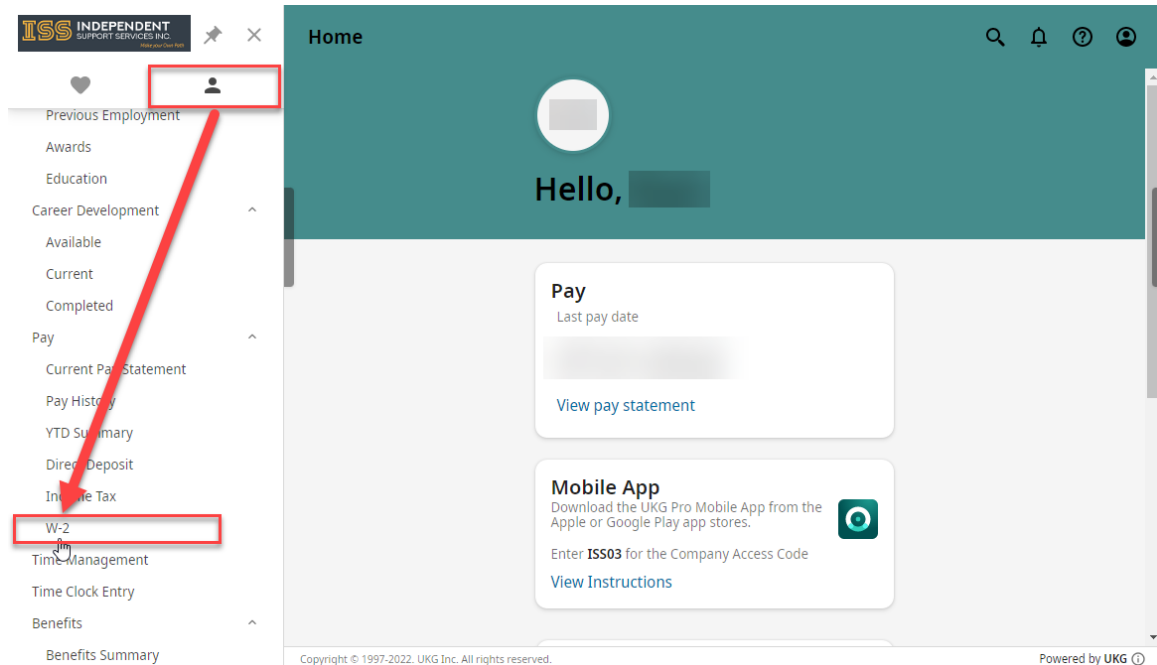 ISS INDEPENDENT
SUPPORT SERVICES INC.
Make your Own Path
Previous Employment
Awards
Education
Career Development
Available
Current
Completed
Pay
Current Pay Statement
Pay History
YTD Summary
Direct Deposit
Income Tax
W-2
Time Management
Time Clock Entry
Benefits
Benefits Summary
Home
Hello,
Pay
Last pay date
View pay statement
Mobile App
Download the UKG Pro Mobile App from the
Apple or Google Play app stores.
Enter ISS03 for the Company Access Code
View Instructions
Copyright © 1997-2022. UKG Inc. All rights reserved.
Powered by UKG